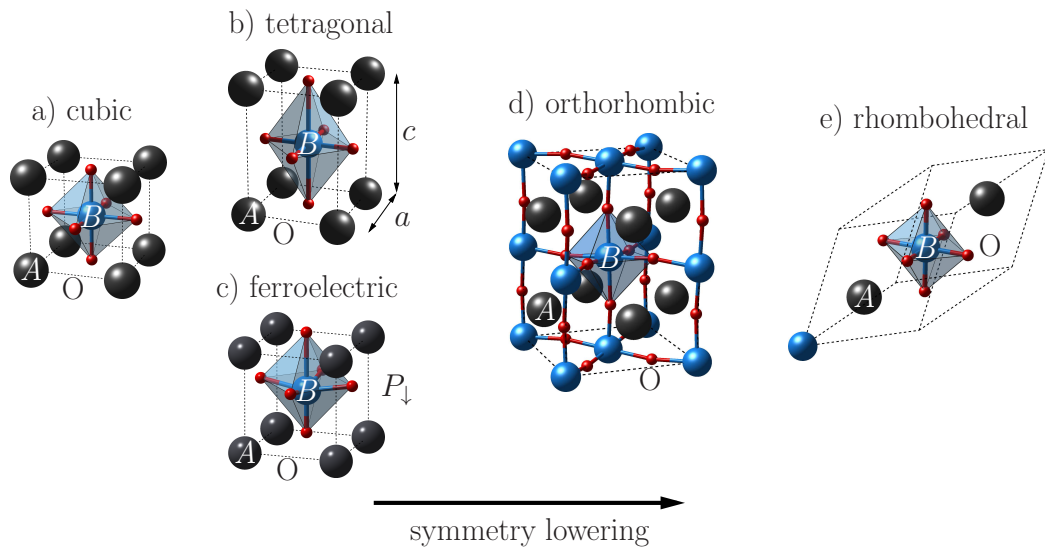 a) cubic
B
A
O
b) tetragonal
B
c
A
a
O
c) ferroelectric
B
P↓
A
O
d) orthorhombic
B
A
O
e) rhombohedral
B
O
A
symmetry lowering